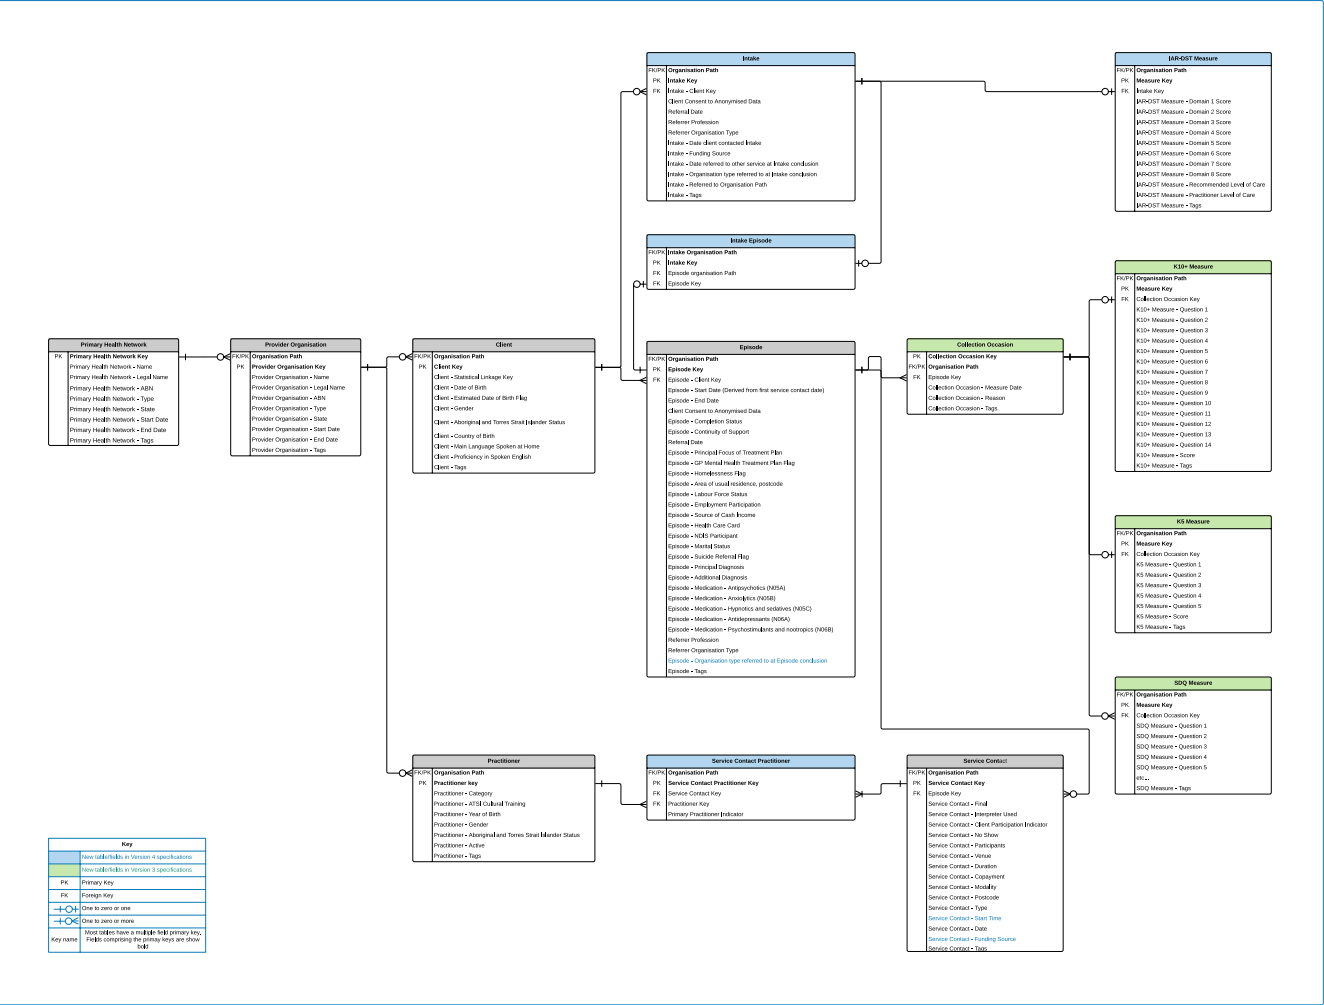 Intake
FK/PK Organisation Path
PK Intake Key
FK Intake - Client Key
Client Consent to Anonymised Data
Referral Date
Referrer Profession
Referrer Organisation Type
Intake - Date client contacted Intake
Intake - Funding Source
Intake - Date referred to other service at Intake conclusion
Intake - Organisation type referred to at Intake conclusion
Intake - Referred to Organisation Path
Intake - Tags
IAR-DST Measure
FK/PK Organisation Path
PK Measure Key
FK Intake Key
IAR-DST Measure - Domain 1 Score
IAR-DST Measure - Domain 2 Score
IAR-DST Measure - Domain 3 Score
IAR-DST Measure - Domain 4 Score
IAR-DST Measure - Domain 5 Score
IAR-DST Measure - Domain 6 Score
IAR-DST Measure - Domain 7 Score
IAR-DST Measure - Domain 8 Score
IAR-DST Measure - Recommended Level of Care
IAR-DST Measure - Practitioner Level of Care
IAR-DST Measure - Tags
Intake Episode
FK/PK Intake Organisation Path
PK Intake Key
FK Episode organisation Path
FK Episode Key
K10+ Measure
FK/PK Organisation Path
PK Measure Key
FK Collection Occasion Key
K10+ Measure - Question 1
K10+ Measure - Question 2
K10+ Measure - Question 3
K10+ Measure - Question 4
K10+ Measure - Question 5
K10+ Measure - Question 6
K10+ Measure - Question 7
K10+ Measure - Question 8
K10+ Measure - Question 9
K10+ Measure - Question 10
K10+ Measure - Question 11
K10+ Measure - Question 12
K10+ Measure - Question 13
K10+ Measure - Question 14
K10+ Measure - Score
K10+ Measure - Tags
Primary Health Network
PK Primary Health Network Key
Primary Health Network - Name
Primary Health Network - Legal Name
Primary Health Network - ABN
Primary Health Network - Type
Primary Health Network - State
Primary Health Network - Start Date
Primary Health Network - End Date
Primary Health Network - Tags
Provider Organisation
FK/PK Organisation Path
PK Provider Organisation Key
Provider Organisation - Name
Provider Organisation - Legal Name
Provider Organisation - ABN
Provider Organisation - Type
Provider Organisation - State
Provider Organisation - Start Date
Provider Organisation - End Date
Provider Organisation - Tags
Client
FK/PK Organisation Path
PK Client Key
Client - Statistical Linkage Key
Client - Date of Birth
Client - Estimated Date of Birth Flag
Client - Gender
Client - Aboriginal and Torres Strait Islander Status
Client - Country of Birth
Client - Main Language Spoken at Home
Client - Proficiency in Spoken English
Client - Tags
Episode
FK/PK Organisation Path
PK Episode Key
FK Episode - Client Key
Episode - Start Date (Derived from first service contact date)
Episode - End Date
Client Consent to Anonymised Data
Episode - Completion Status
Episode - Continuity of Support
Referral Date
Episode - Principal Focus of Treatment Plan
Episode - GP Mental Health Treatment Plan Flag
Episode - Homelessness Flag
Episode - Area of usual residence, postcode
Episode - Labour Force Status
Episode - Employment Participation
Episode - Source of Cash Income
Episode - Health Care Card
Episode - NDIS Participant
Episode - Marital Status
Episode - Suicide Referral Flag
Episode - Principal Diagnosis
Episode - Additional Diagnosis
Episode - Medication - Antipsychotics (N05A)
Episode - Medication - Anxiolytics (N05B)
Episode - Medication - Hypnotics and sedatives (N05C)
Episode - Medication - Antidepressants (N06A)
Episode - Medication - Psychostimulants and nootropics (N06B)
Referrer Profession
Referrer Organisation Type
Episode - Organisation type referred to at Episode conclusion
Episode - Tags
Collection Occasion
PK Collection Occasion Key
FK/PK Organisation Path
FK Episode Key
Collection Occasion - Measure Date
Collection Occasion - Reason
Collection Occasion - Tags
K5 Measure
FK/PK Organisation Path
PK Measure Key
FK Collection Occasion Key
K5 Measure - Question 1
K5 Measure - Question 2
K5 Measure - Question 3
K5 Measure - Question 4
K5 Measure - Question 5
K5 Measure - Score
K5 Measure - Tags
SDQ Measure
FK/PK Organisation Path
PK Measure Key
FK Collection Occasion Key
SDQ Measure - Question 1
SDQ Measure - Question 2
SDQ Measure - Question 3
SDQ Measure - Question 4
SDQ Measure - Question 5
etc...
SDQ Measure - Tags
Practitioner
FK/PK Organisation Path
PK Practitioner key
Practitioner - Category
Practitioner - ATSI Cultural Training
Practitioner - Year of Birth
Practitioner - Gender
Practitioner - Aboriginal and Torres Strait Islander Status
Practitioner - Active
Practitioner - Tags
Service Contact Practitioner
FK/PK Organisation Path
PK Service Contact Practitioner Key
FK Service Contact Key
FK Practitioner Key
Primary Practitioner Indicator
Service Contact
FK/PK Organisation Path
PK Service Contact Key
FK Episode Key
Service Contact - Final
Service Contact - Interpreter Used
Service Contact - Client Participation Indicator
Service Contact - No Show
Service Contact - Participants
Service Contact - Venue
Service Contact - Duration
Service Contact - Copayment
Service Contact - Modality
Service Contact - Postcode
Service Contact - Type
Service Contact - Start Time
Service Contact - Date
Service Contact - Funding Source
Service Contact - Tags
Key
New table/fields in Version 4 specifications
New table/fields in Version 3 specifications
PK Primary Key
FK Foreign Key
One to zero or one
One to zero or more
Key name Most tables have a multiple field primary key.
Fields comprising the primay keys are show
bold